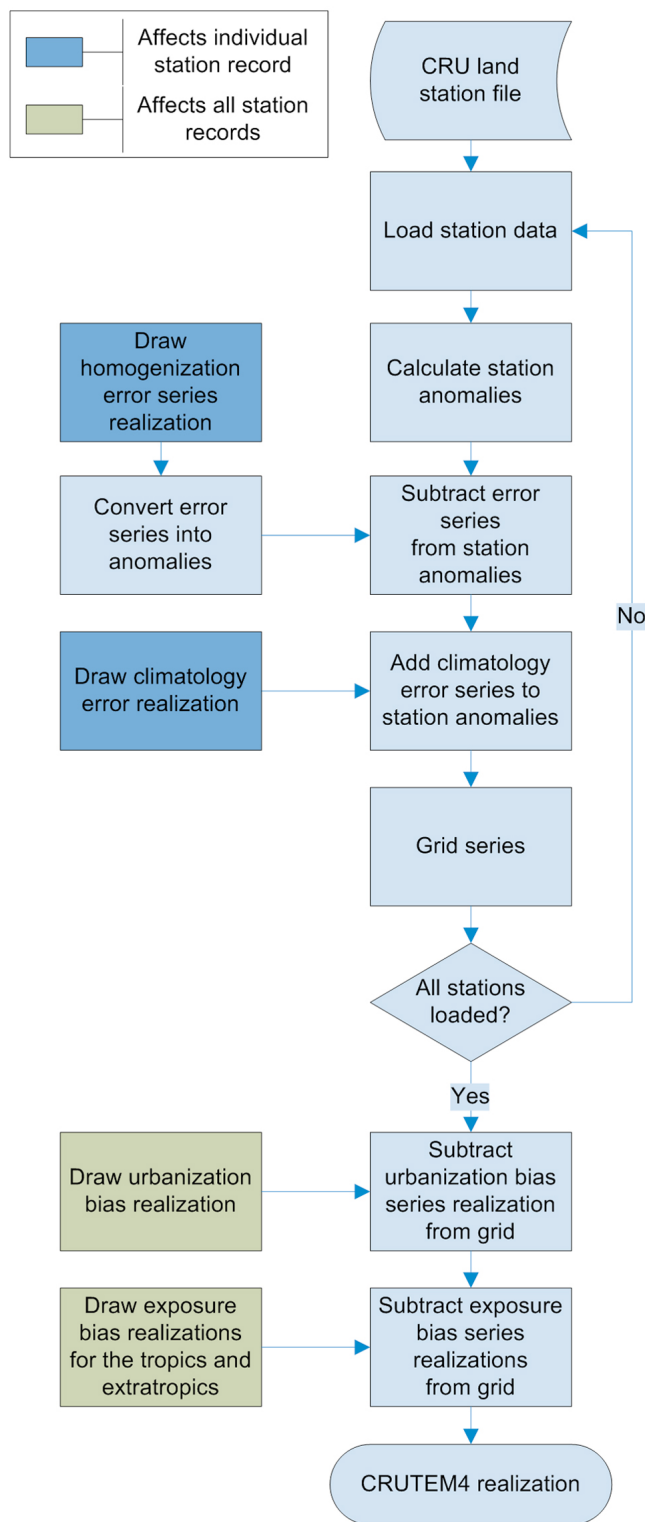 Affects individual
station record
Affects all station
records
CRU land
station file
Load station data
Draw
homogenization
error series
realization
Calculate station
anomalies
Convert error
series into
anomalies
Subtract error
series
from station
anomalies
No
Draw climatology
error realization
Add climatology
error series to
station anomalies
Grid series
All stations
loaded?
Yes
Draw urbanization
bias realization
Subtract
urbanization bias
series realization
from grid
Draw exposure
bias realizations
for the tropics and
extratropics
Subtract exposure
bias series
realizations
from grid
CRUTEM4 realization